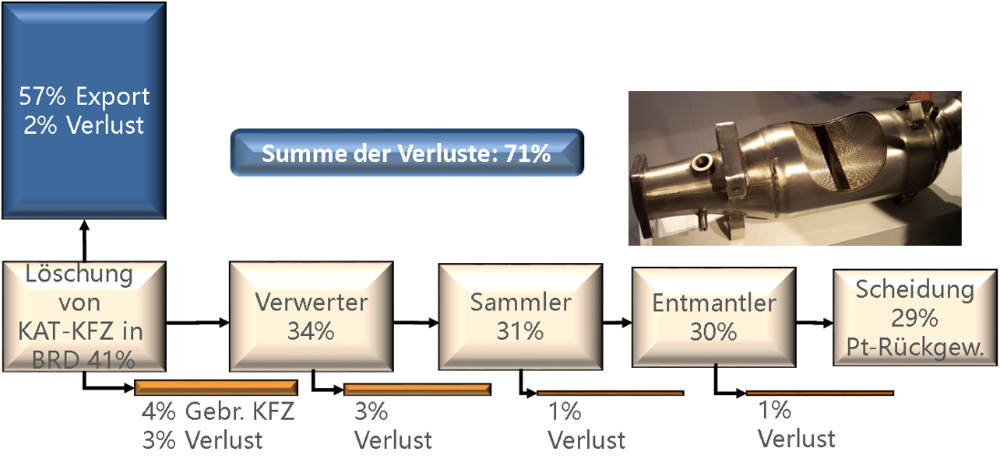 57% Export
2% Verlust
Summe der Verluste: 71%
Löschung
von
KAT-KFZ in
BRD 41%
Verwerter
34%
Sammler
31%
Entmantler
30%
Scheidung
29%
Pt-Rückgew.
4% Gebr. KFZ
3% Verlust
3%
Verlust
1%
Verlust
1%
Verlust